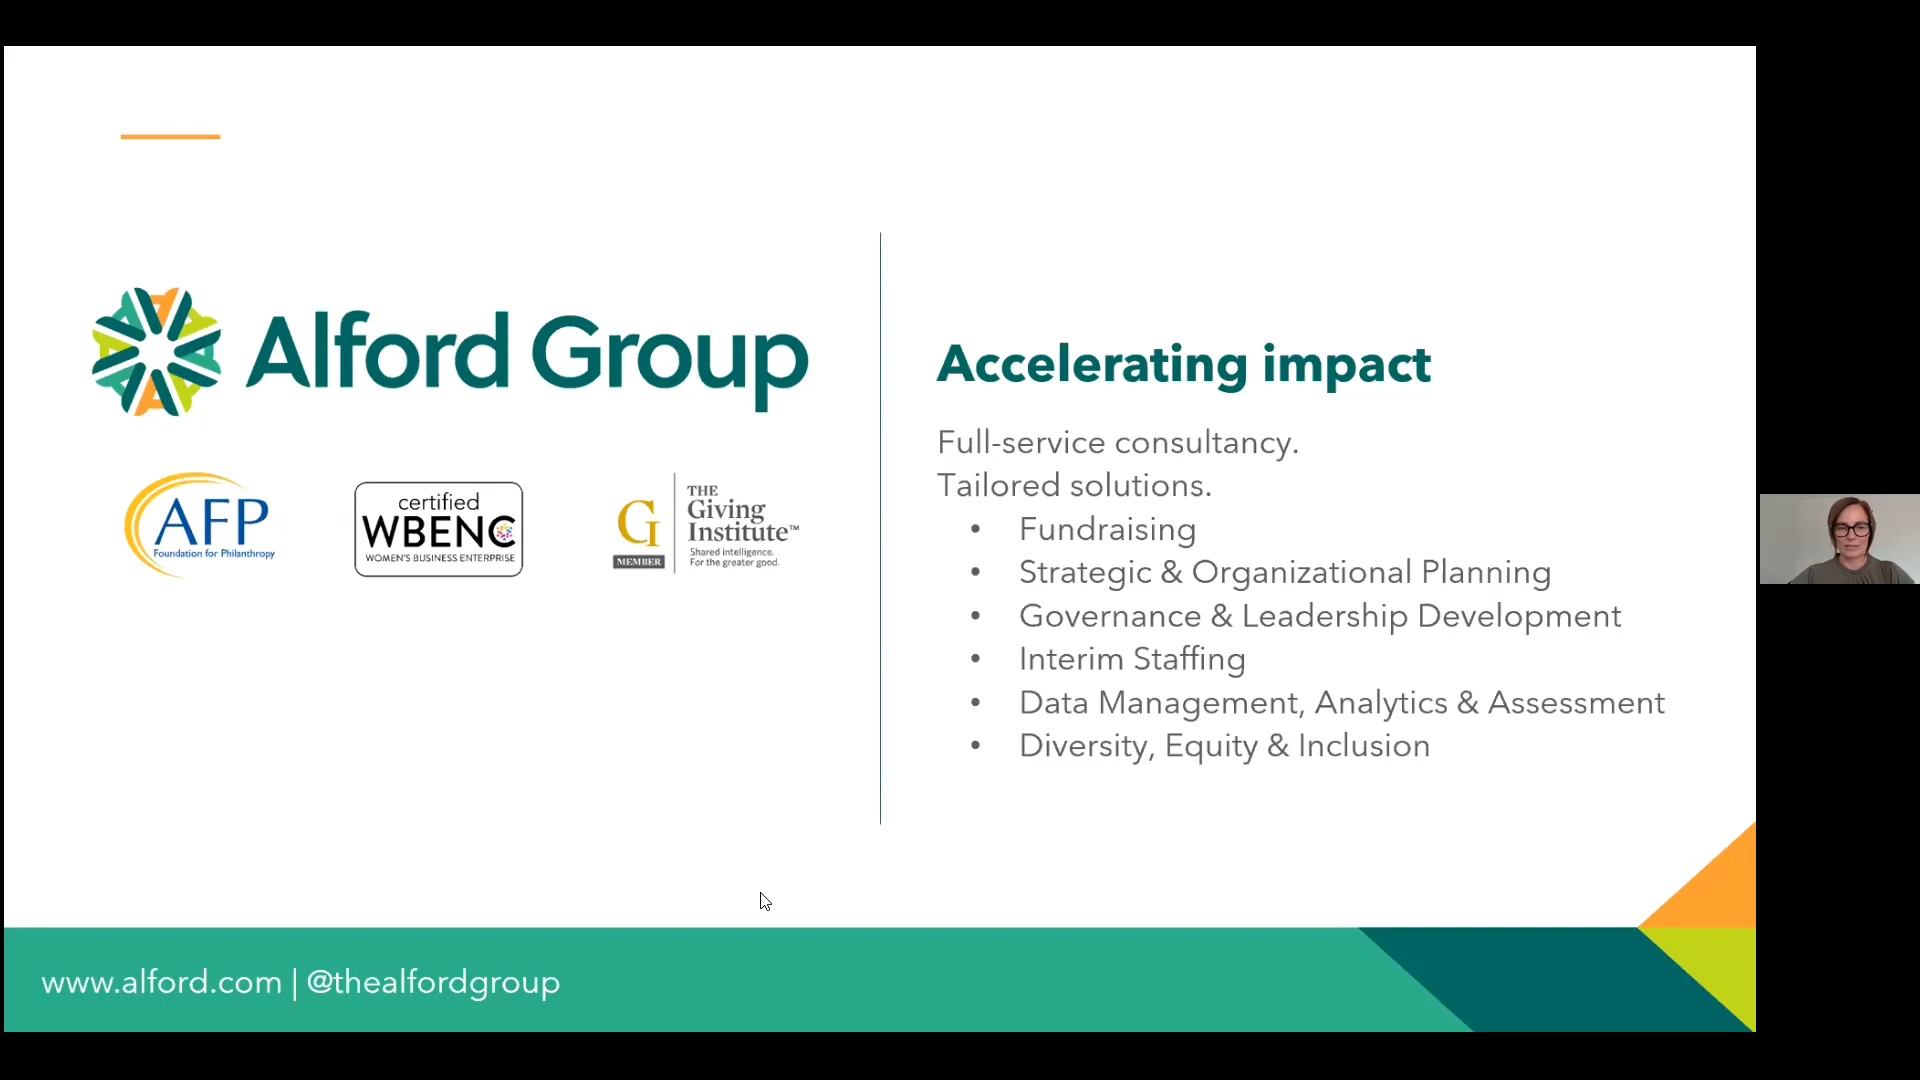 Alford Group
AFP
Foundation for Philanthropy
certified
WBENC
WOMEN'S BUSINESS ENTERPRISE
G
MEMBER
THE
Giving
Institute™
Shared intelligence.
For the greater good.
Accelerating impact
Full-service consultancy.
Tailored solutions.
• Fundraising
• Strategic & Organizational Planning
• Governance & Leadership Development
• Interim Staffing
• Data Management, Analytics & Assessment
• Diversity, Equity & Inclusion
www.alford.com | @thealfordgroup